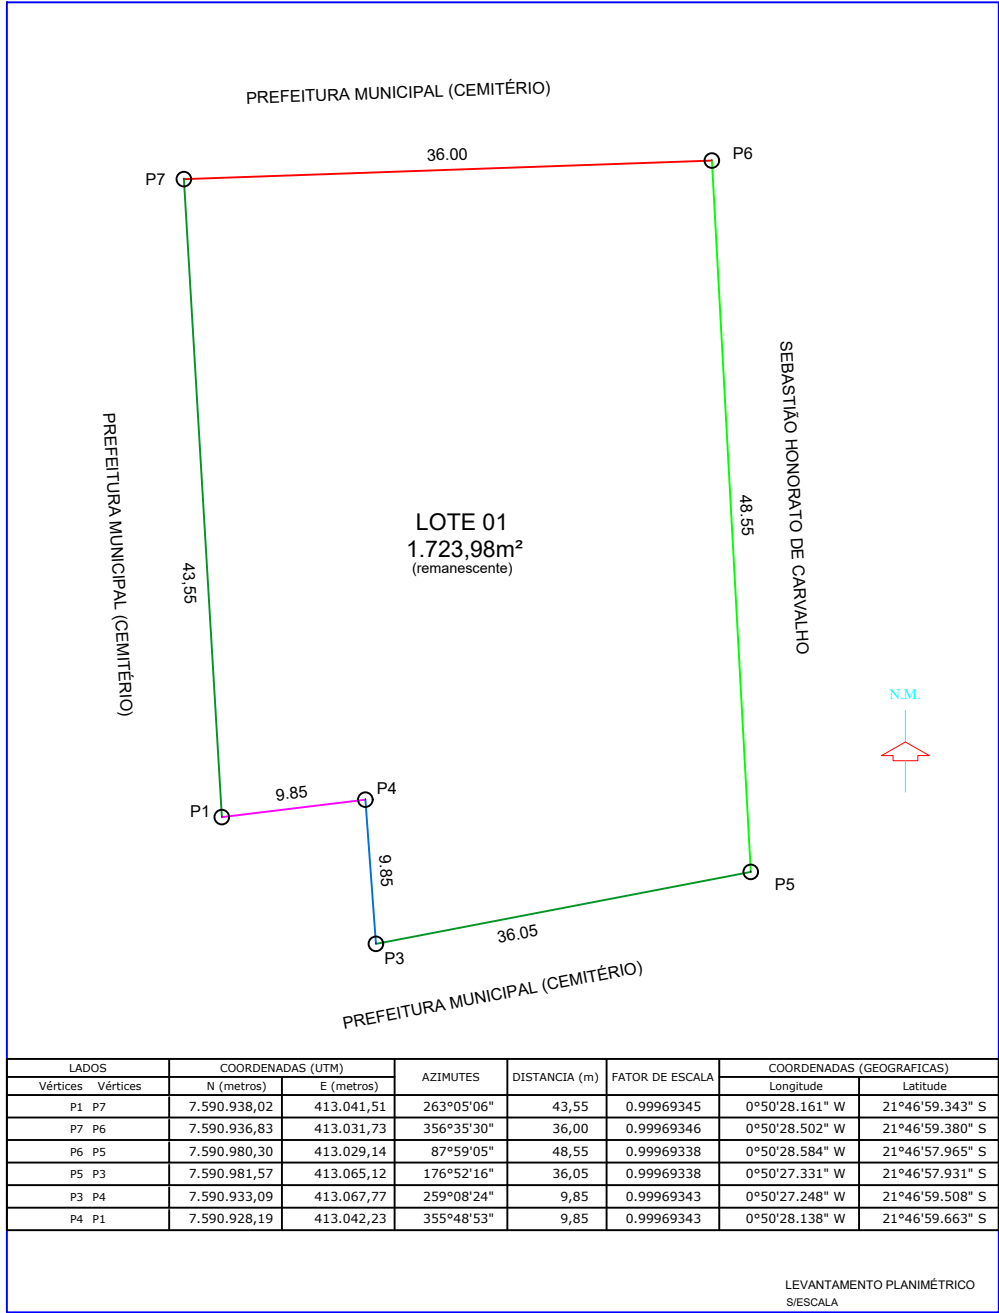 PREFEITURA MUNICIPAL (CEMITÉRIO)
36.00
P6
P7
SEBASTIÃO HONORATO DE CARVALHO
PREFEITURA MUNICIPAL (CEMITÉRIO)
48.55
LOTE 01
1.723,98m²
(remanescente)
43,55
N.M.
9.85
P4
P1
9.85
P5
36.05
P3
PREFEITURA MUNICIPAL (CEMITÉRIO)
LADOS COORDENADAS (UTM) AZIMUTES DISTANCIA (m) FATOR DE ESCALA COORDENADAS (GEOGRAFICAS)
Vértices Vértices N (metros) E (metros) Longitude Latitude
P1 P7 7.590.938,02 413.041,51 263°05'06" 43,55 0.99969345 0°50'28.161" W 21°46'59.343" S
P7 P6 7.590.936,83 413.031,73 356°35'30" 36,00 0.99969346 0°50'28.502" W 21°46'59.380" S
P6 P5 7.590.980,30 413.029,14 87°59'05" 48,55 0.99969338 0°50'28.584" W 21°46'57.965" S
P5 P3 7.590.981,57 413.065,12 176°52'16" 36,05 0.99969338 0°50'27.331" W 21°46'57.931" S
P3 P4 7.590.933,09 413.067,77 259°08'24" 9,85 0.99969343 0°50'27.248" W 21°46'59.508" S
P4 P1 7.590.928,19 413.042,23 355°48'53" 9,85 0.99969343 0°50'28.138" W 21°46'59.663" S
LEVANTAMENTO PLANIMÉTRICO
S/ESCALA